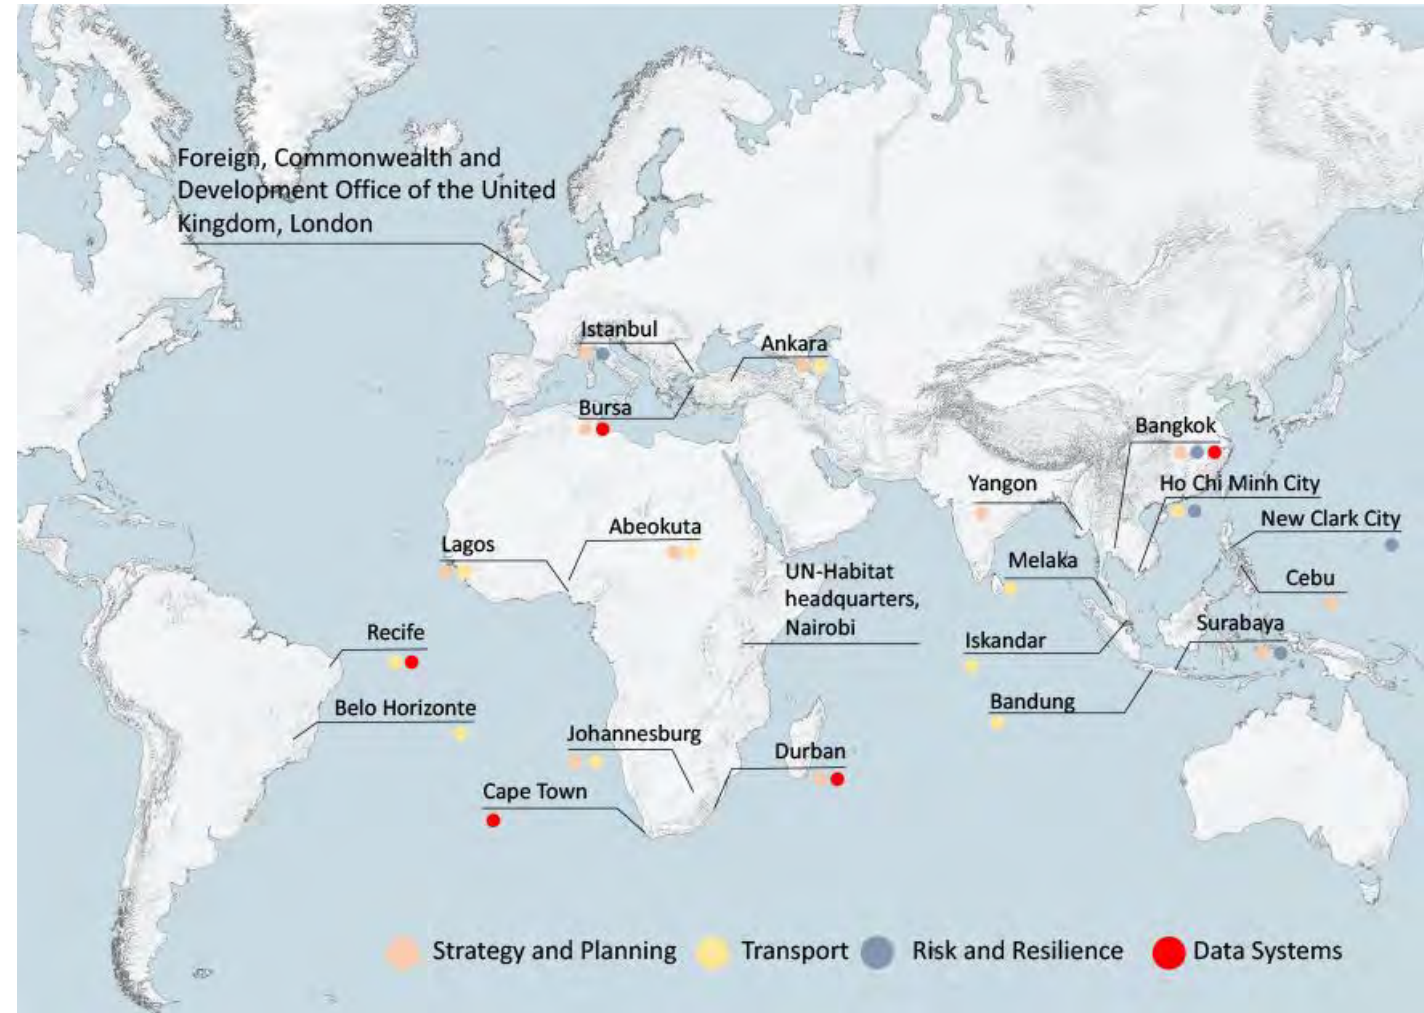 Foreign, Commonwealth and
Development Office of the United
Kingdom, London
Istanbul
Ankara
Bursa
Bangkok
Yangon
Ho Chi Minh City
New Clark City
Abeokuta
Lagos
Melaka
UN-Habitat
headquarters,
Nairobi
Cebu
Surabaya
Recife
Iskandar
Bandung
Belo Horizonte
Johannesburg
Durban
Cape Town
Strategy and Planning
Transport
Risk and Resilience
Data Systems